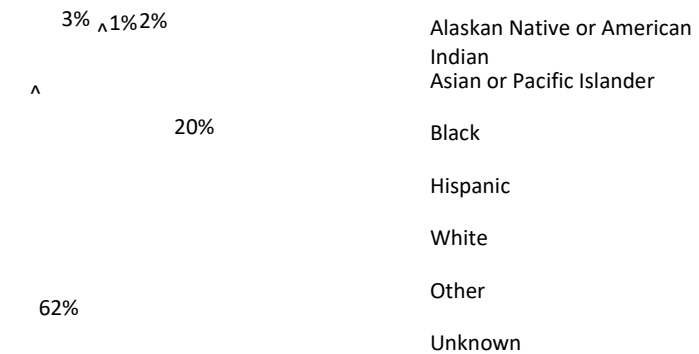 3% ^1% 2%
^
20%
62%
Alaskan Native or American
Indian
Asian or Pacific Islander
Black
Hispanic
White
Other
Unknown